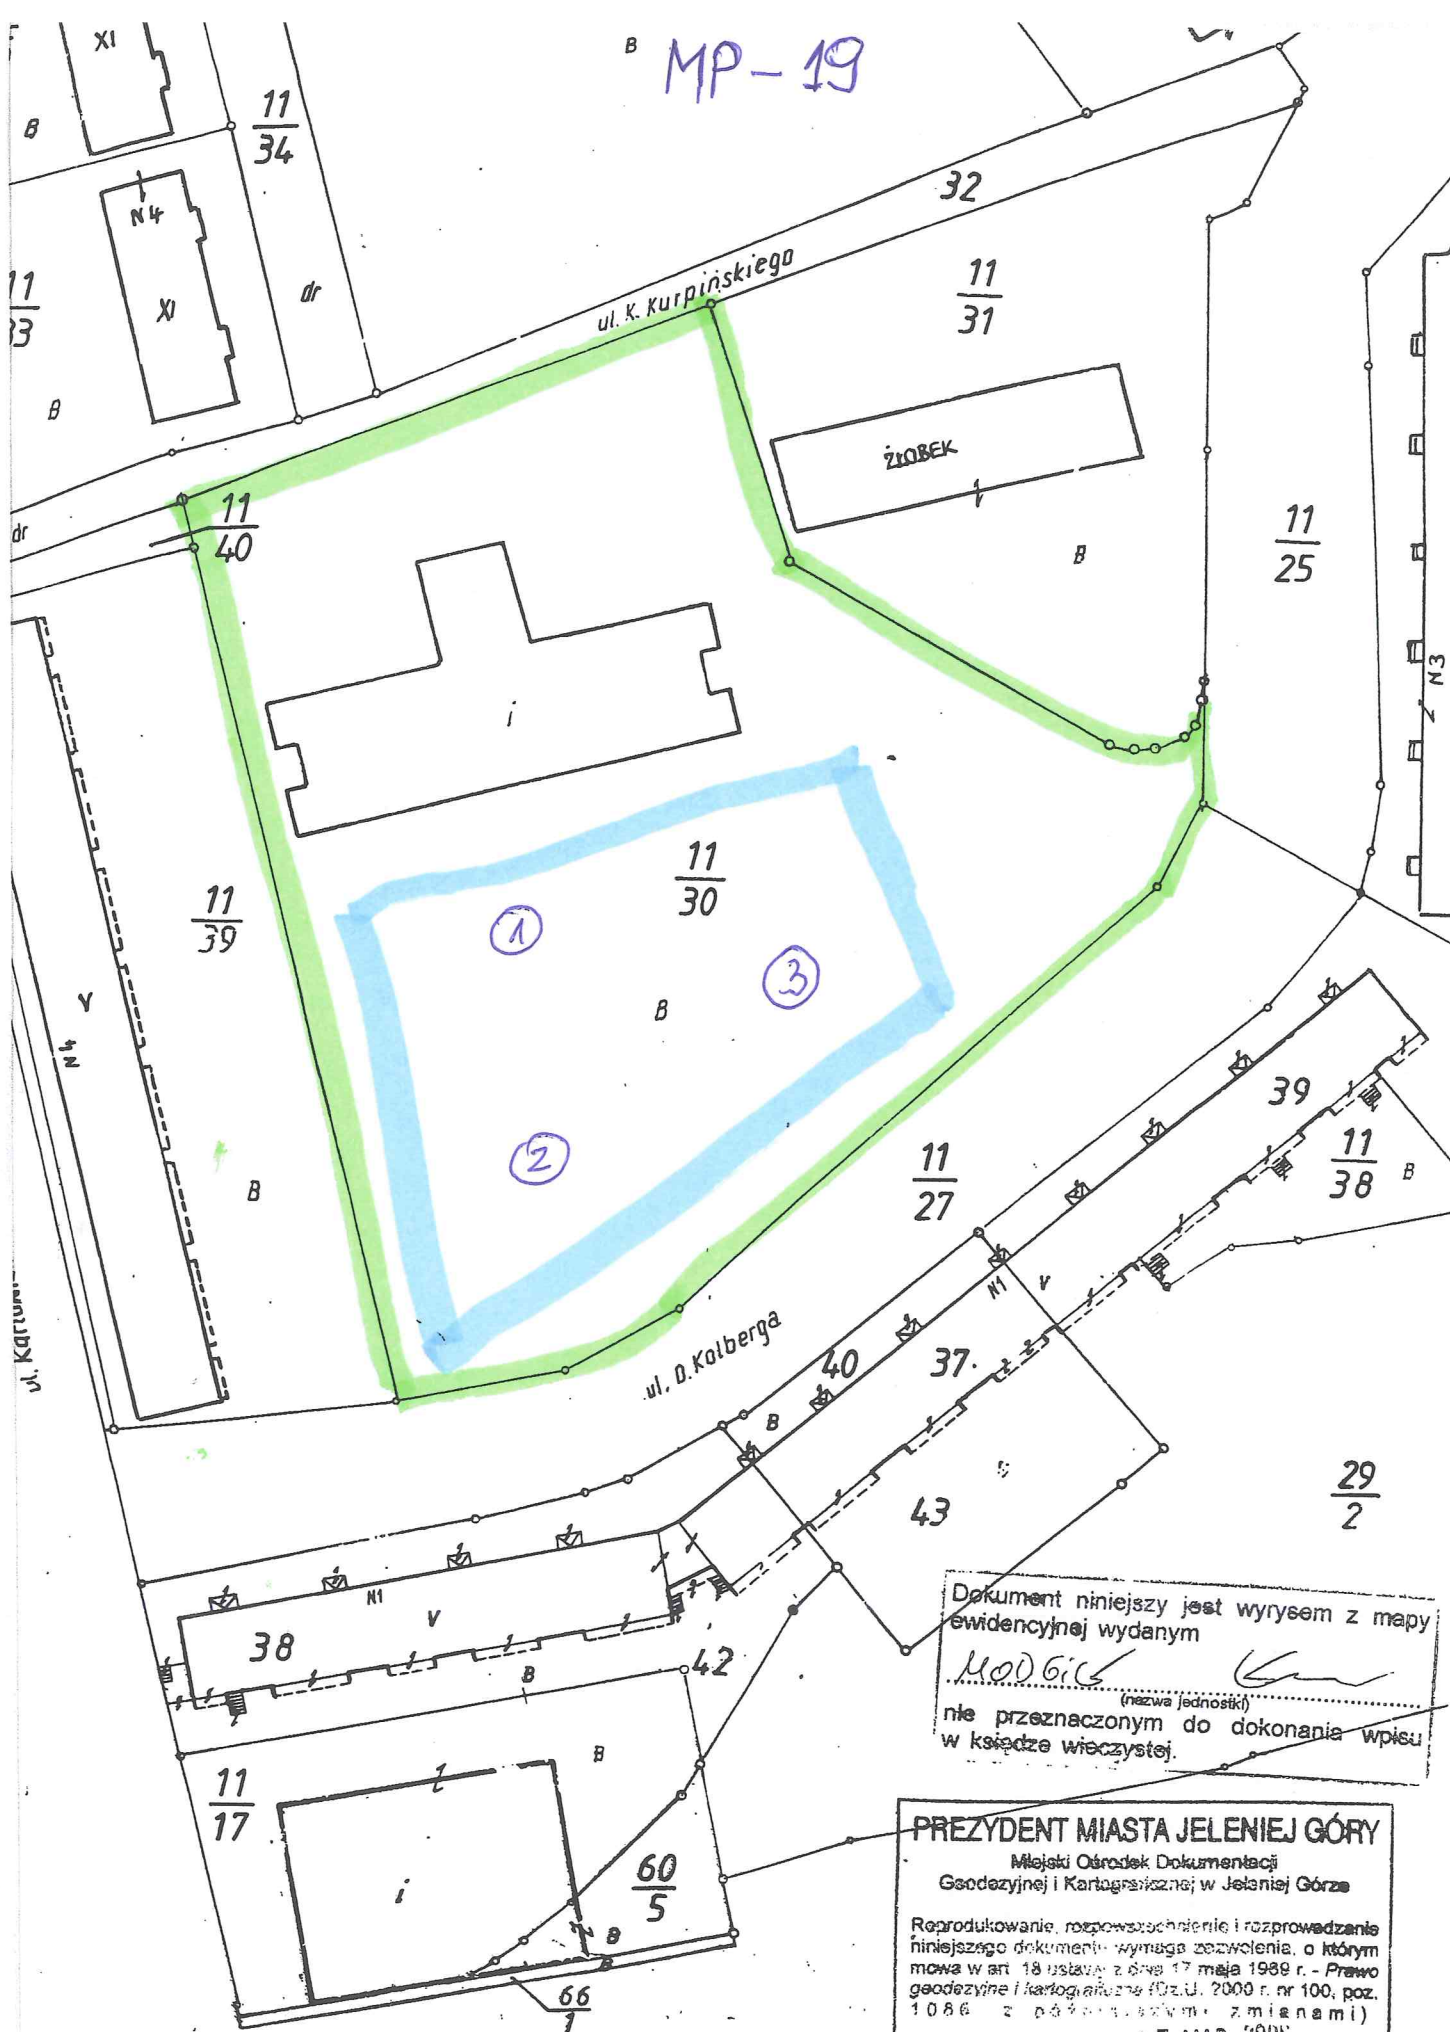 MP - 19
XI
B
11
34
B
N4
32
11
33
XI
dr
ul. K. Kurpińskiego
11
31
B
ŻŁOBEK
dr
11
40
B
11
25
i
N3
11
30
11
39
1
3
V
B
N4
39
2
11
27
11
38
B
B
N1
V
ul. O. Kolberga
40
37.
B
29
2
43
N1
V
38
42
B
Dokument niniejszy jest wyrysem z mapy
ewidencyjnej wydanym
MODGiK
(nazwa jednostki)
nie przeznaczonym do dokonania wpisu
w księdze wieczystej.
B
11
17
i
60
5
B
B
66
1
PREZYDENT MIASTA JELENIEJ GÓRY
Miejski Ośrodek Dokumentacji
Geodezyjnej i Kartograficznej w Jeleniej Górze
Reprodukowanie, rozpowszechnienie i rozprowadzanie
niniejszego dokumentu wymaga zezwolenia, o którym
mowa w art. 18 ustawy z dnia 17 maja 1989 r. - Prawo
geodezyjne i kartograficzne (Dz.U. 2000 r. nr 100, poz.
1086 z późniejszymi zmianami)